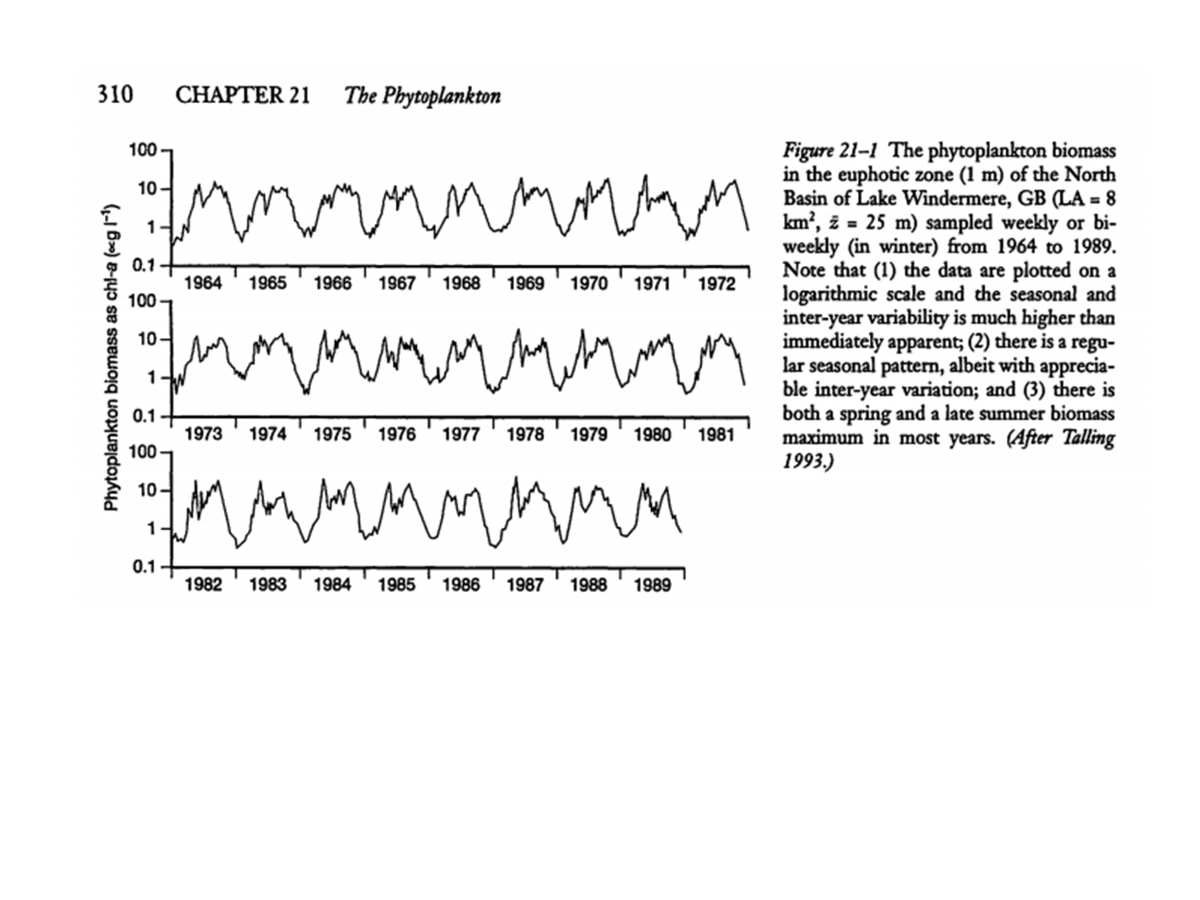 310 CHAPTER 21 The Phytoplankton
Phytoplankton biomass as chl-a (∝g l⁻¹)
100
10
1
0.1
1964 1965 1966 1967 1968 1969 1970 1971 1972
100
10
1
0.1
1973 1974 1975 1976 1977 1978 1979 1980 1981
100
10
1
0.1
1982 1983 1984 1985 1986 1987 1988 1989
Figure 21–1 The phytoplankton biomass
in the euphotic zone (1 m) of the North
Basin of Lake Windermere, GB (LA = 8
km², z̄ = 25 m) sampled weekly or bi-
weekly (in winter) from 1964 to 1989.
Note that (1) the data are plotted on a
logarithmic scale and the seasonal and
inter-year variability is much higher than
immediately apparent; (2) there is a regu-
lar seasonal pattern, albeit with apprecia-
ble inter-year variation; and (3) there is
both a spring and a late summer biomass
maximum in most years. (After Talling
1993.)